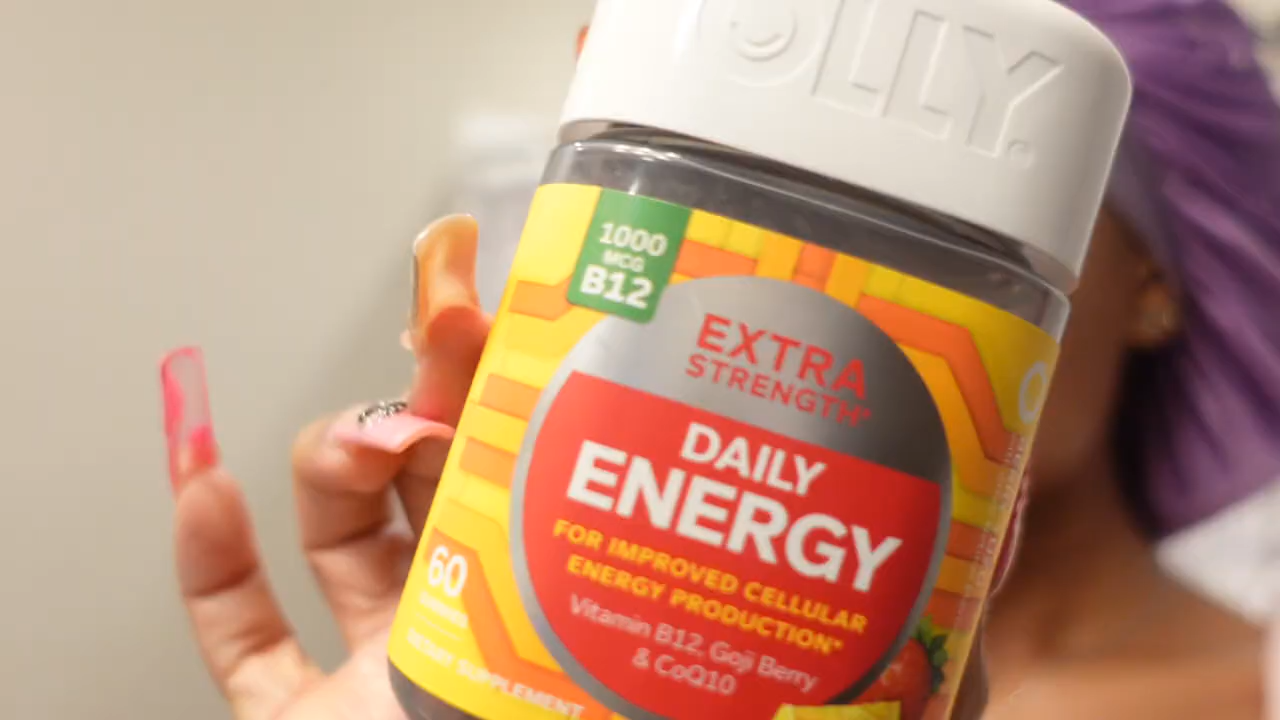 OLLY.
1000
MCG
B12
EXTRA
STRENGTH*
DAILY
ENERGY
FOR IMPROVED CELLULAR
ENERGY PRODUCTION*
Vitamin B12, Goji Berry
& CoQ10
60
DIETARY SUPPLEMENT